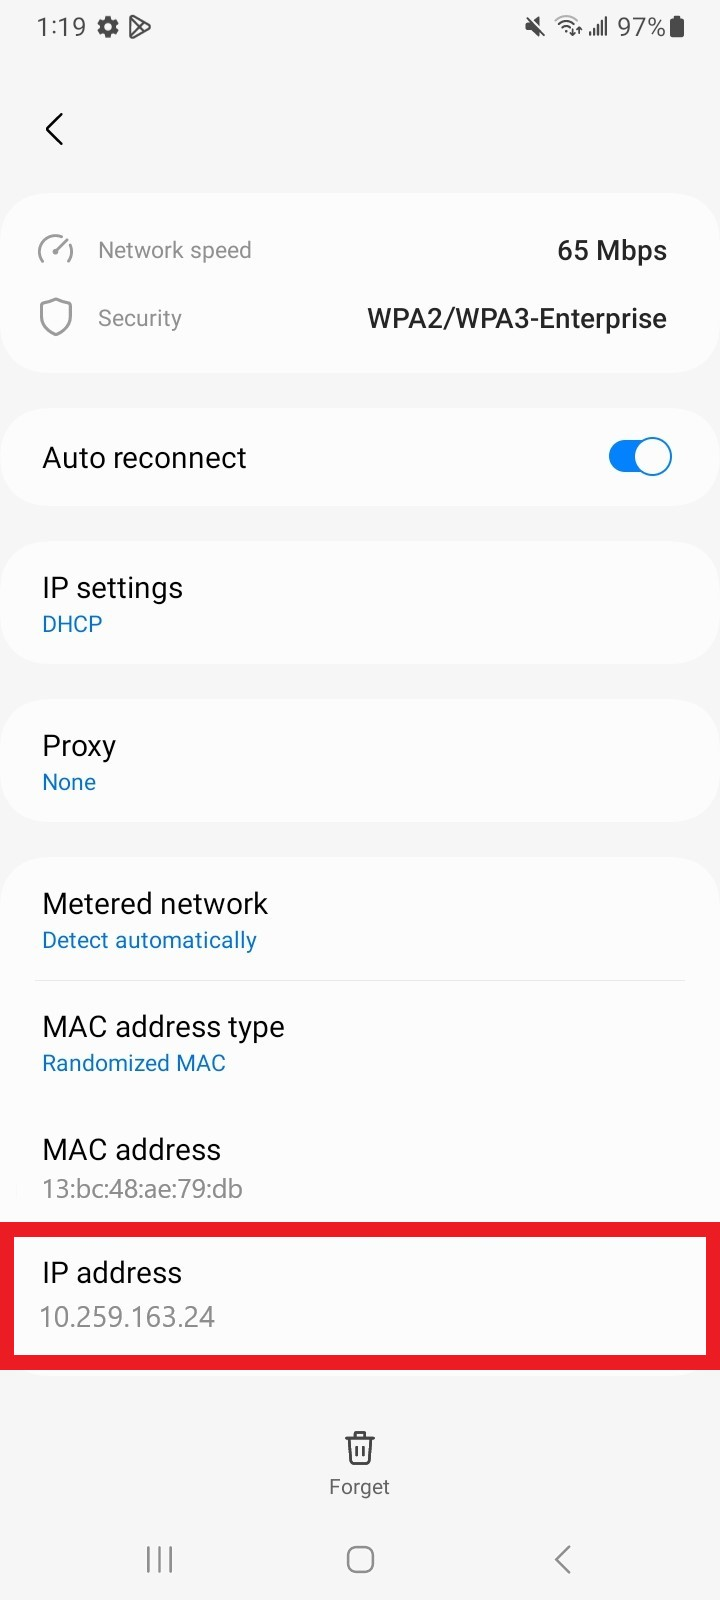 1:19 97%
Network speed 65 Mbps
Security WPA2/WPA3-Enterprise
Auto reconnect
IP settings
DHCP
Proxy
None
Metered network
Detect automatically
MAC address type
Randomized MAC
MAC address
13:bc:48:ae:79:db
IP address
10.259.163.24
Forget